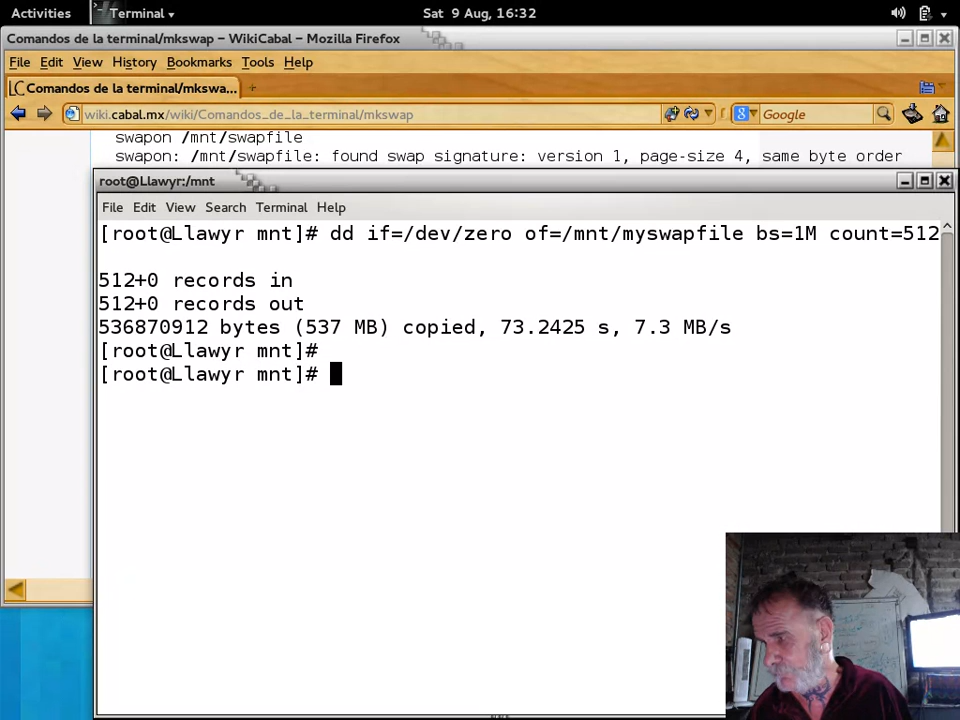 Activities Terminal Sat 9 Aug, 16:32
Comandos de la terminal/mkswap – WikiCabal – Mozilla Firefox
File Edit View History Bookmarks Tools Help
Comandos de la terminal/mkswa...
wiki.cabal.mx/wiki/Comandos_de_la_terminal/mkswap Google
swapon /mnt/swapfile
swapon: /mnt/swapfile: found swap signature: version 1, page-size 4, same byte order
root@Llawyr:/mnt
File Edit View Search Terminal Help
[root@Llawyr mnt]# dd if=/dev/zero of=/mnt/myswapfile bs=1M count=512
512+0 records in
512+0 records out
536870912 bytes (537 MB) copied, 73.2425 s, 7.3 MB/s
[root@Llawyr mnt]#
[root@Llawyr mnt]#